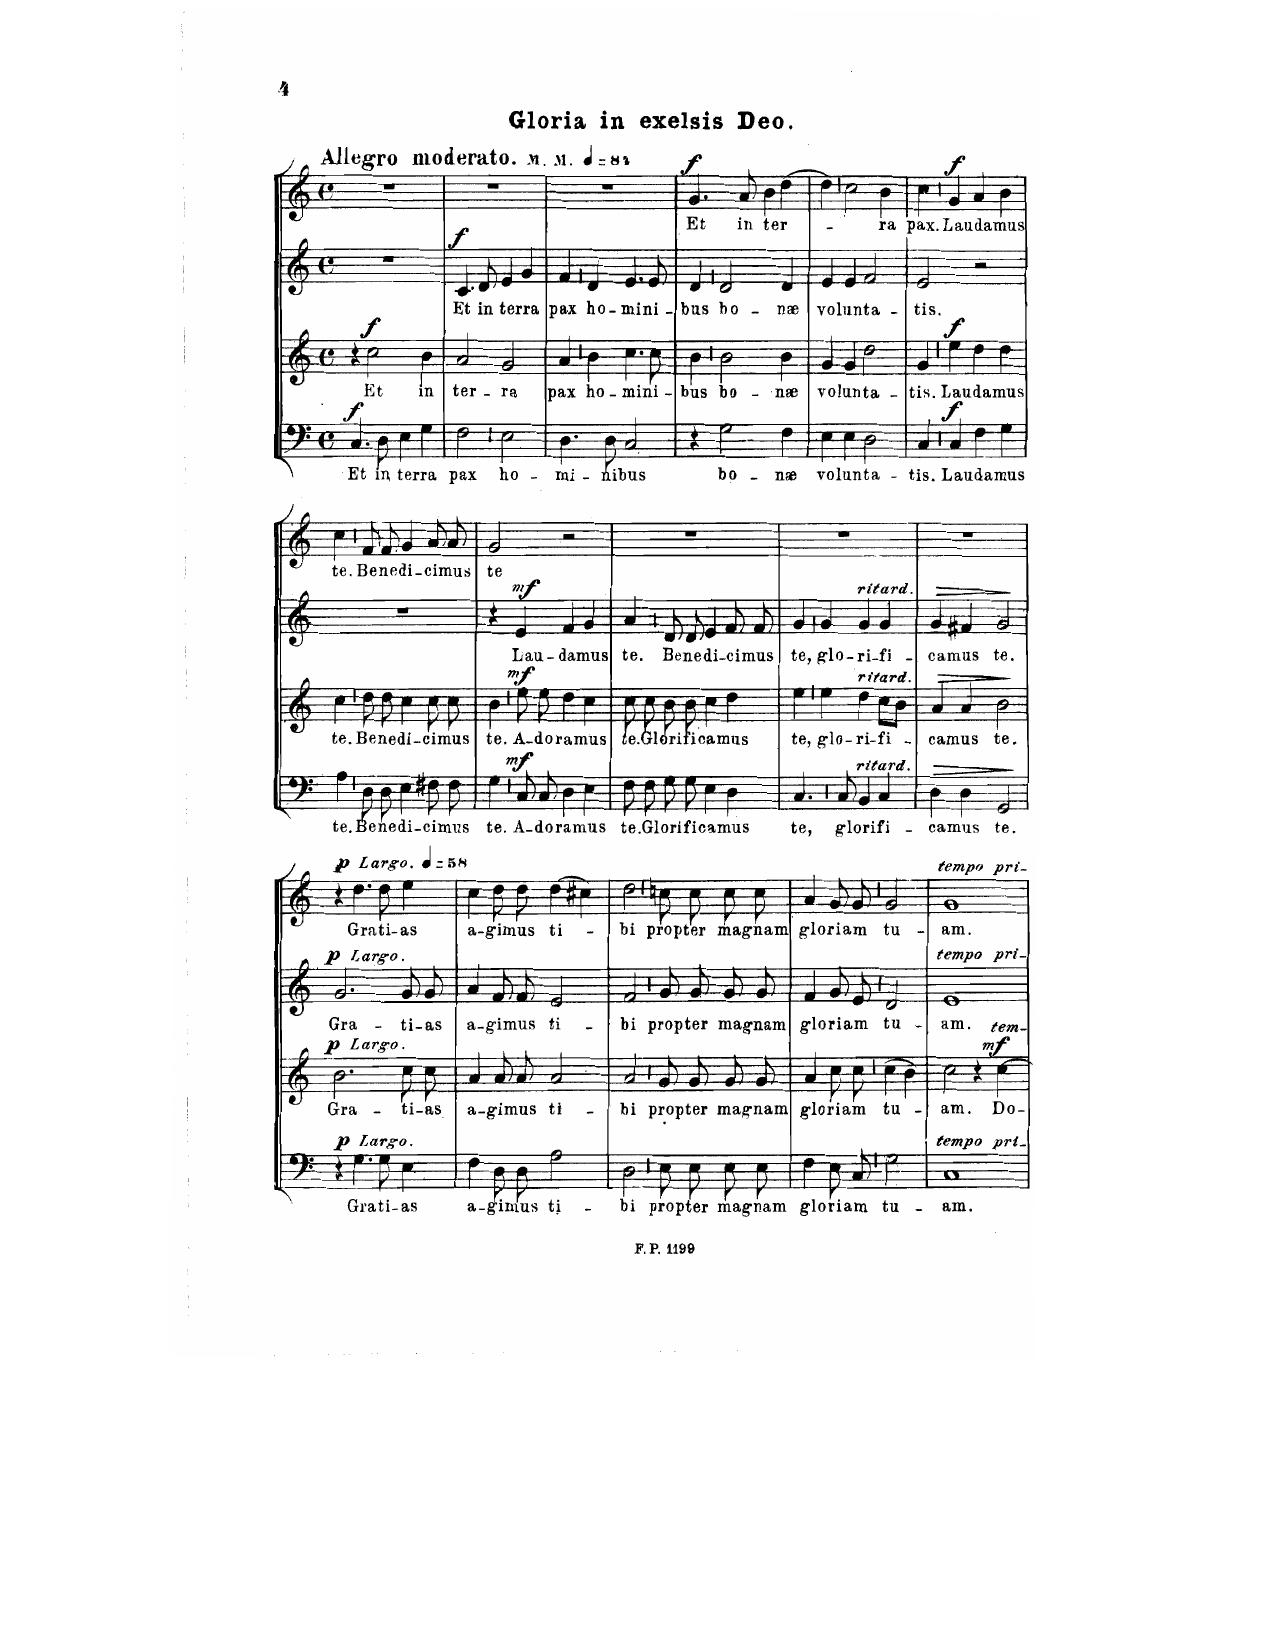 4
Gloria in exelsis Deo.
Allegro moderato. M. M. = 82
f
f
Et in ter - - ra pax. Laudamus
f
Et in terra pax ho - mini - bus bo - næ volunta - tis.
f
f
Et in ter - ra pax ho - mini - bus bo - næ volunta - tis. Laudamus
f
f
Et in terra pax ho - mi - nibus bo - næ volunta - tis. Laudamus
te. Benedi - cimus te
mf
ritard.
Lau - damus te. Benedi - cimus te, glo - ri - fi - camus te.
mf
ritard.
te. Benedi - cimus te. A - doramus te. Glorificamus te, glo - ri - fi - camus te.
mf
ritard.
te. Benedi - cimus te. A - doramus te. Glorificamus te, glorifi - camus te.
p Largo. = 58
tempo pri-
Grati - as a - gimus ti - bi propter magnam gloriam tu - am.
p Largo.
tempo pri-
Gra - ti - as a - gimus ti - bi propter magnam gloriam tu - am.
p Largo.
tem-
mf
Gra - ti - as a - gimus ti - bi propter magnam gloriam tu - am. Do-
p Largo.
tempo pri-
Grati - as a - gimus ti - bi propter magnam gloriam tu - am.
F. P. 1199